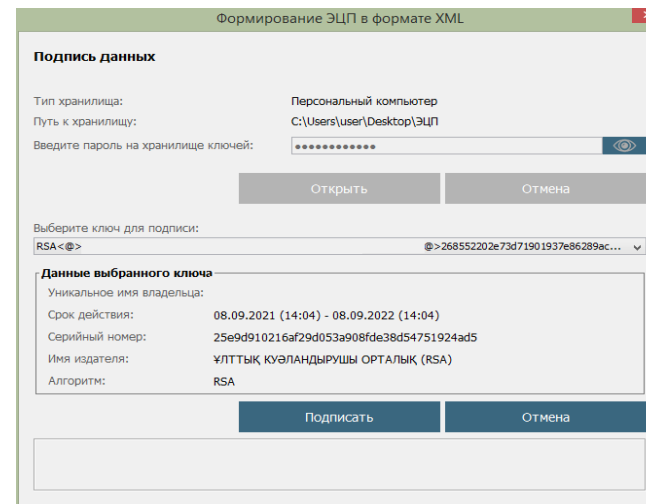 Формирование ЭЦП в формате XML
Подпись данных
Тип хранилища: Персональный компьютер
Путь к хранилищу: C:\Users\user\Desktop\ЭЦП
Введите пароль на хранилище ключей: ●●●●●●●●●●●●
Открыть Отмена
Выберите ключ для подписи:
RSA<@> @>268552202e73d71901937e86289ac...
Данные выбранного ключа
Уникальное имя владельца:
Срок действия: 08.09.2021 (14:04) - 08.09.2022 (14:04)
Серийный номер: 25e9d910216af29d053a908fde38d54751924ad5
Имя издателя: ҰЛТТЫҚ КУӘЛАНДЫРУШЫ ОРТАЛЫҚ (RSA)
Алгоритм: RSA
Подписать Отмена